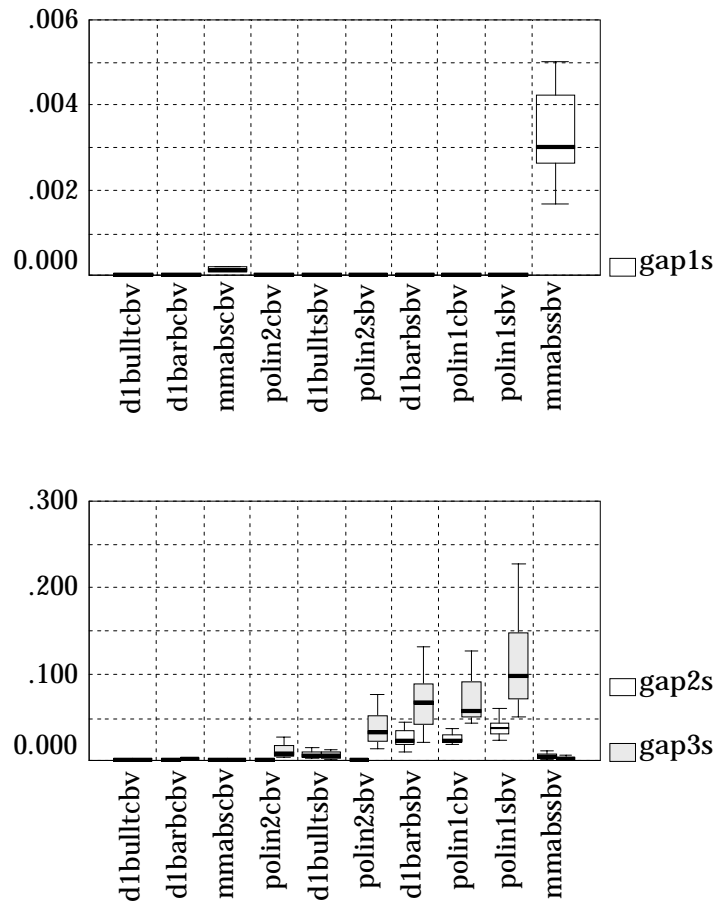 .006
.004
.002
0.000
gap1s
d1bulltcbv
d1barbcbv
mmabscbv
polin2cbv
d1bulltsbv
polin2sbv
d1barbsbv
polin1cbv
polin1sbv
mmabssbv
.300
.200
.100
0.000
gap2s
gap3s
d1bulltcbv
d1barbcbv
mmabscbv
polin2cbv
d1bulltsbv
polin2sbv
d1barbsbv
polin1cbv
polin1sbv
mmabssbv